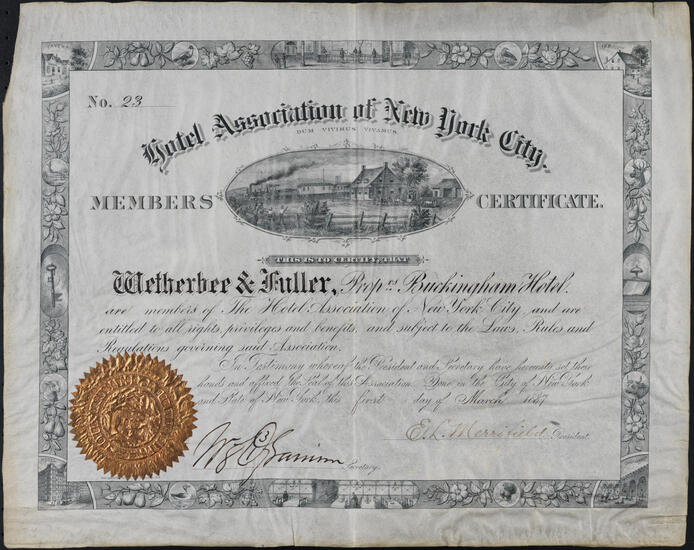 No. 23
Hotel Association of New York City.
DUM VIVIMUS VIVAMUS
MEMBERS CERTIFICATE.
THIS IS TO CERTIFY THAT
Wetherbee & Fuller, Prop rs Buckingham Hotel.
are members of The Hotel Association of New York City, and are
entitled to all rights, privileges and benefits, and subject to the Laws, Rules and
Regulations governing said Association.
In Testimony whereof the President and Secretary have hereunto set their
hands and affixed the Seal of this Association. Done in the City of New York
and State of New York, this first day of March 1887
E. L. Merrifield President.
Secretary.